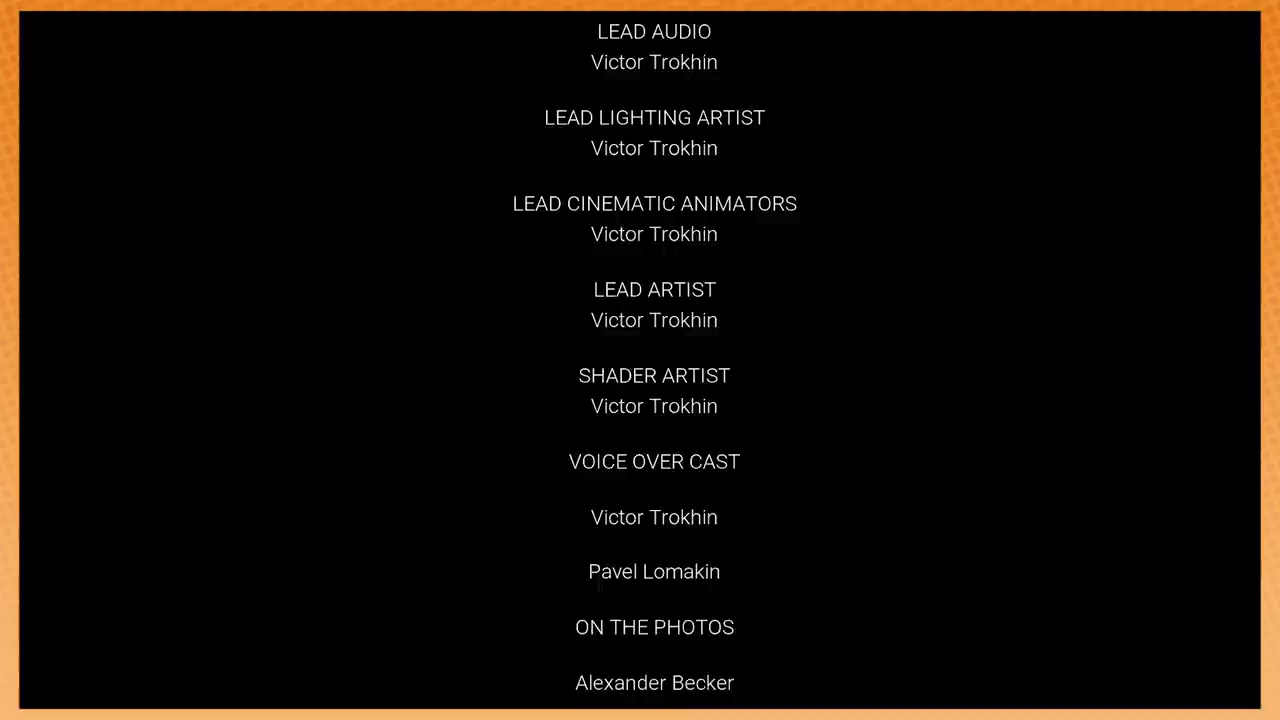 LEAD AUDIO
Victor Trokhin
LEAD LIGHTING ARTIST
Victor Trokhin
LEAD CINEMATIC ANIMATORS
Victor Trokhin
LEAD ARTIST
Victor Trokhin
SHADER ARTIST
Victor Trokhin
VOICE OVER CAST
Victor Trokhin
Pavel Lomakin
ON THE PHOTOS
Alexander Becker